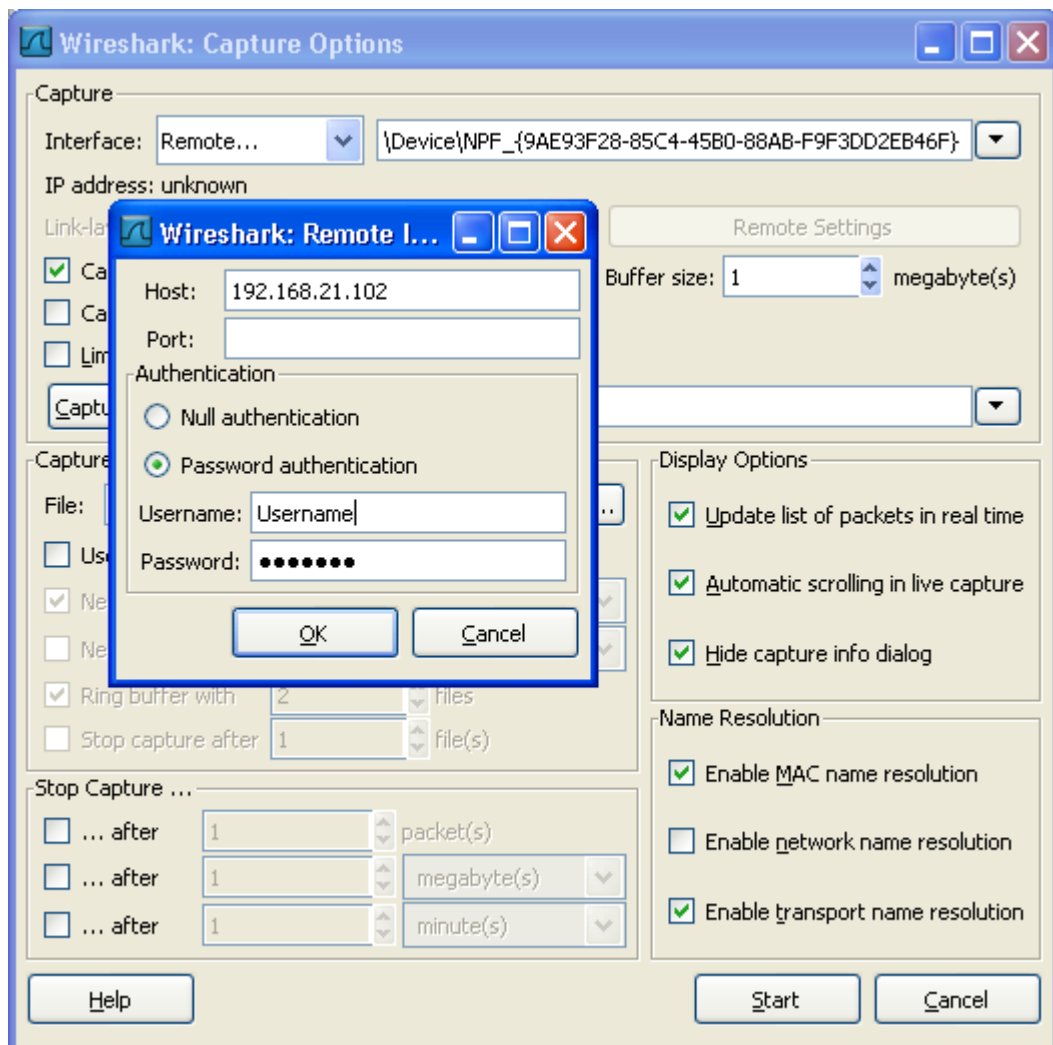 Wireshark: Capture Options
Capture
Interface: Remote... \Device\NPF_{9AE93F28-85C4-45B0-88AB-F9F3DD2EB46F}
IP address: unknown
Remote Settings
Buffer size: 1 megabyte(s)
Wireshark: Remote I...
Host: 192.168.21.102
Port:
Authentication
Null authentication
Password authentication
Username: Username
Password: •••••••
OK Cancel
Capture
File:
Ring buffer with 2 files
Stop capture after 1 file(s)
Stop Capture ...
... after 1 packet(s)
... after 1 megabyte(s)
... after 1 minute(s)
Display Options
Update list of packets in real time
Automatic scrolling in live capture
Hide capture info dialog
Name Resolution
Enable MAC name resolution
Enable network name resolution
Enable transport name resolution
Help Start Cancel